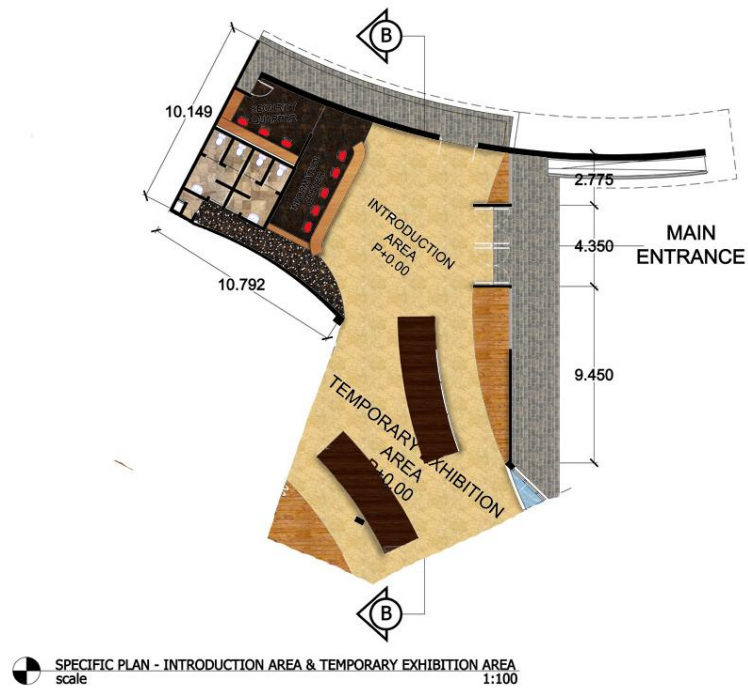 B
10.149
SECURITY
QUARTER
INFORMATION
2.775
INTRODUCTION
AREA
P+0.00
MAIN
ENTRANCE
4.350
10.792
9.450
TEMPORARY EXHIBITION
AREA
P+0.00
B
SPECIFIC PLAN - INTRODUCTION AREA & TEMPORARY EXHIBITION AREA
scale 1:100